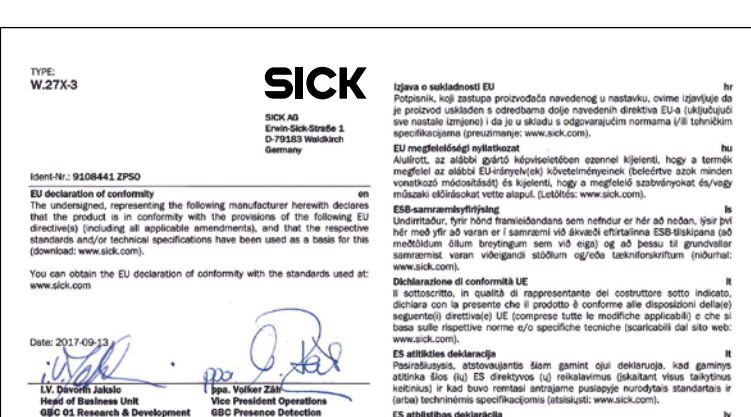 TYPE:
W.27X-3
SICK
SICK AG
Erwin-Sick-Straße 1
D-79183 Waldkirch
Germany
Ident-Nr.: 9108441 ZP50
EU declaration of conformity en
The undersigned, representing the following manufacturer herewith declares
that the product is in conformity with the provisions of the following EU
directive(s) (including all applicable amendments), and that the respective
standards and/or technical specifications have been used as a basis for this
(download: www.sick.com).
You can obtain the EU declaration of conformity with the standards used at:
www.sick.com
Date: 2017-09-13
i.V.
ppa
i.V. Davorin Jaksic
Head of Business Unit
GBC 01 Research & Development
ppa. Volker Zäh
Vice President Operations
GBC Presence Detection
Izjava o sukladnosti EU hr
Potpisnik, koji zastupa proizvođača navedenog u nastavku, ovime izjavljuje da
je proizvod usklađen s odredbama dolje navedenih direktiva EU-a (uključujući
sve nastale izmjene) i da je u skladu s odgovarajućim normama i/ili tehničkim
specifikacijama (preuzimanje: www.sick.com).
EU megfelelőségi nyilatkozat hu
Alulírott, az alábbi gyártó képviseletében ezennel kijelenti, hogy a termék
megfelel az alábbi EU-irányelv(ek) követelményeinek (beleértve azok minden
vonatkozó módosítását) és kijelenti, hogy a megfelelő szabványokat és/vagy
műszaki előírásokat vette alapul. (Letöltés: www.sick.com).
ESB-samræmisyfirlýsing is
Undirritaður, fyrir hönd framleiðandans sem nefndur er hér að neðan, lýsir því
hér með yfir að varan er í samræmi við ákvæði eftirtalinna ESB-tilskipana (að
meðtöldum öllum breytingum sem við eiga) og að þessu til grundvallar
samræmist varan viðeigandi stöðlum og/eða tækniforskriftum (niðurhal:
www.sick.com).
Dichiarazione di conformità UE it
Il sottoscritto, in qualità di rappresentante del costruttore sotto indicato,
dichiara con la presente che il prodotto è conforme alle disposizioni della(e)
seguente(i) direttiva(e) UE (comprese tutte le modifiche applicabili) e che si
basa sulle rispettive norme e/o specifiche tecniche (scaricabili dal sito web:
www.sick.com).
ES atitikties deklaracija lt
Pasirašiusysis, atstovaujantis šiam gamint ojui deklaruoja, kad gaminys
atitinka šios (ių) ES direktyvos (ų) reikalavimus (įskaitant visus taikytinus
keitinius) ir kad buvo remtasi antrajame puslapyje nurodytais standartais ir
(arba) techninėmis specifikacijomis (atsisiųsti: www.sick.com).
ES atbilstības deklarācija lv